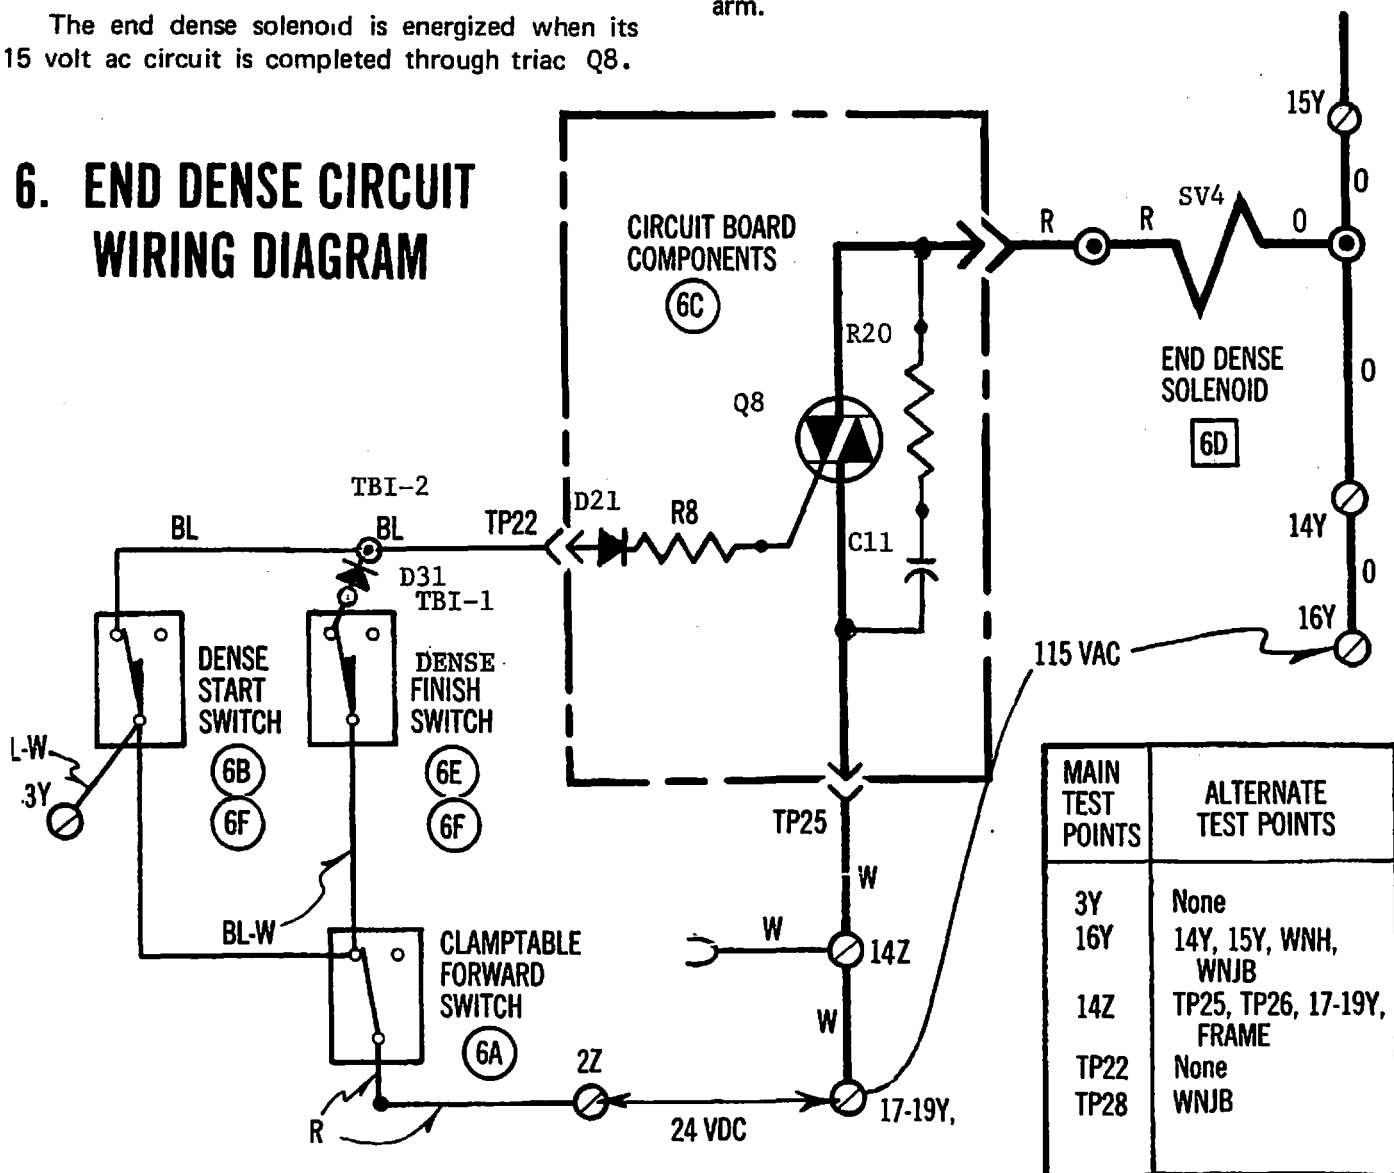 arm.
The end dense solenoid is energized when its
15 volt ac circuit is completed through triac Q8.
6. END DENSE CIRCUIT
WIRING DIAGRAM
CIRCUIT BOARD
COMPONENTS
6C
15Y
O
R
R
SV4
O
R20
Q8
END DENSE
SOLENOID
6D
O
TBI-2
BL
BL
TP22
D21
R8
C11
14Y
O
16Y
D31
1
TBI-1
115 VAC
DENSE
START
SWITCH
6B
6F
DENSE
FINISH
SWITCH
6E
6F
L-W
3Y
TP25
W
BL-W
CLAMPTABLE
FORWARD
SWITCH
6A
W
14Z
W
2Z
R
24 VDC
17-19Y,
MAIN
TEST
POINTS
ALTERNATE
TEST POINTS
3Y None
16Y 14Y, 15Y, WNH,
WNJB
14Z TP25, TP26, 17-19Y,
FRAME
TP22 None
TP28 WNJB